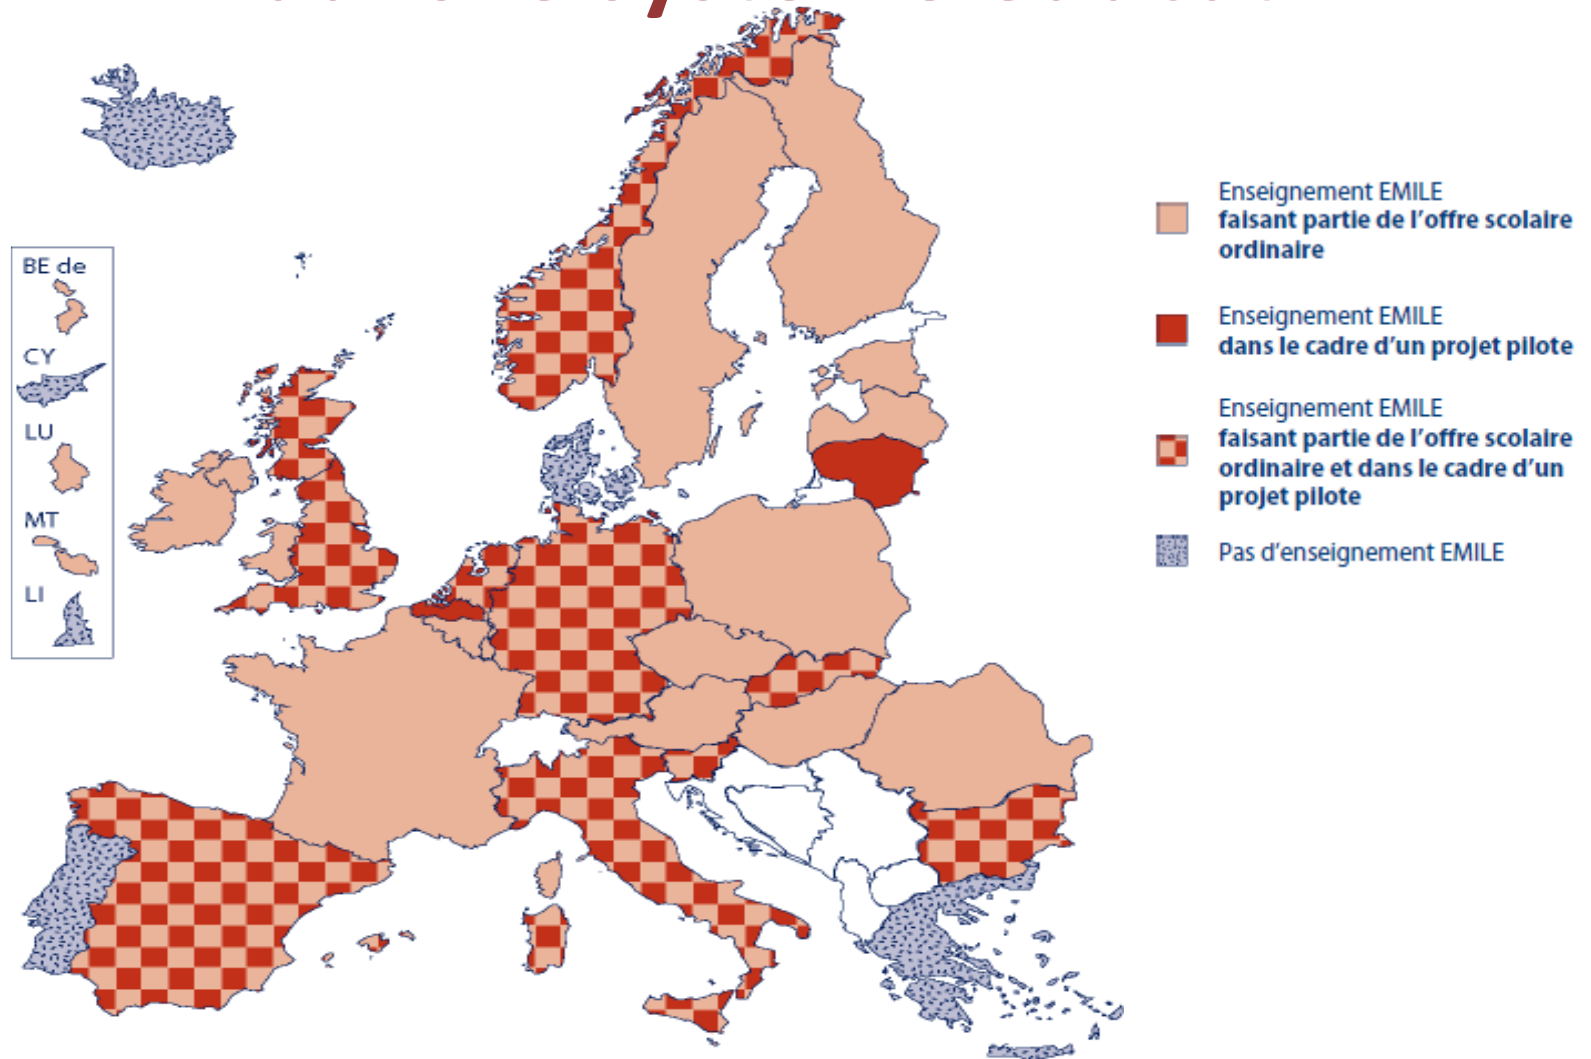 BE de
CY
LU
MT
LI
Enseignement EMILE
faisant partie de l'offre scolaire
ordinaire
Enseignement EMILE
dans le cadre d'un projet pilote
Enseignement EMILE
faisant partie de l'offre scolaire
ordinaire et dans le cadre d'un
projet pilote
Pas d'enseignement EMILE